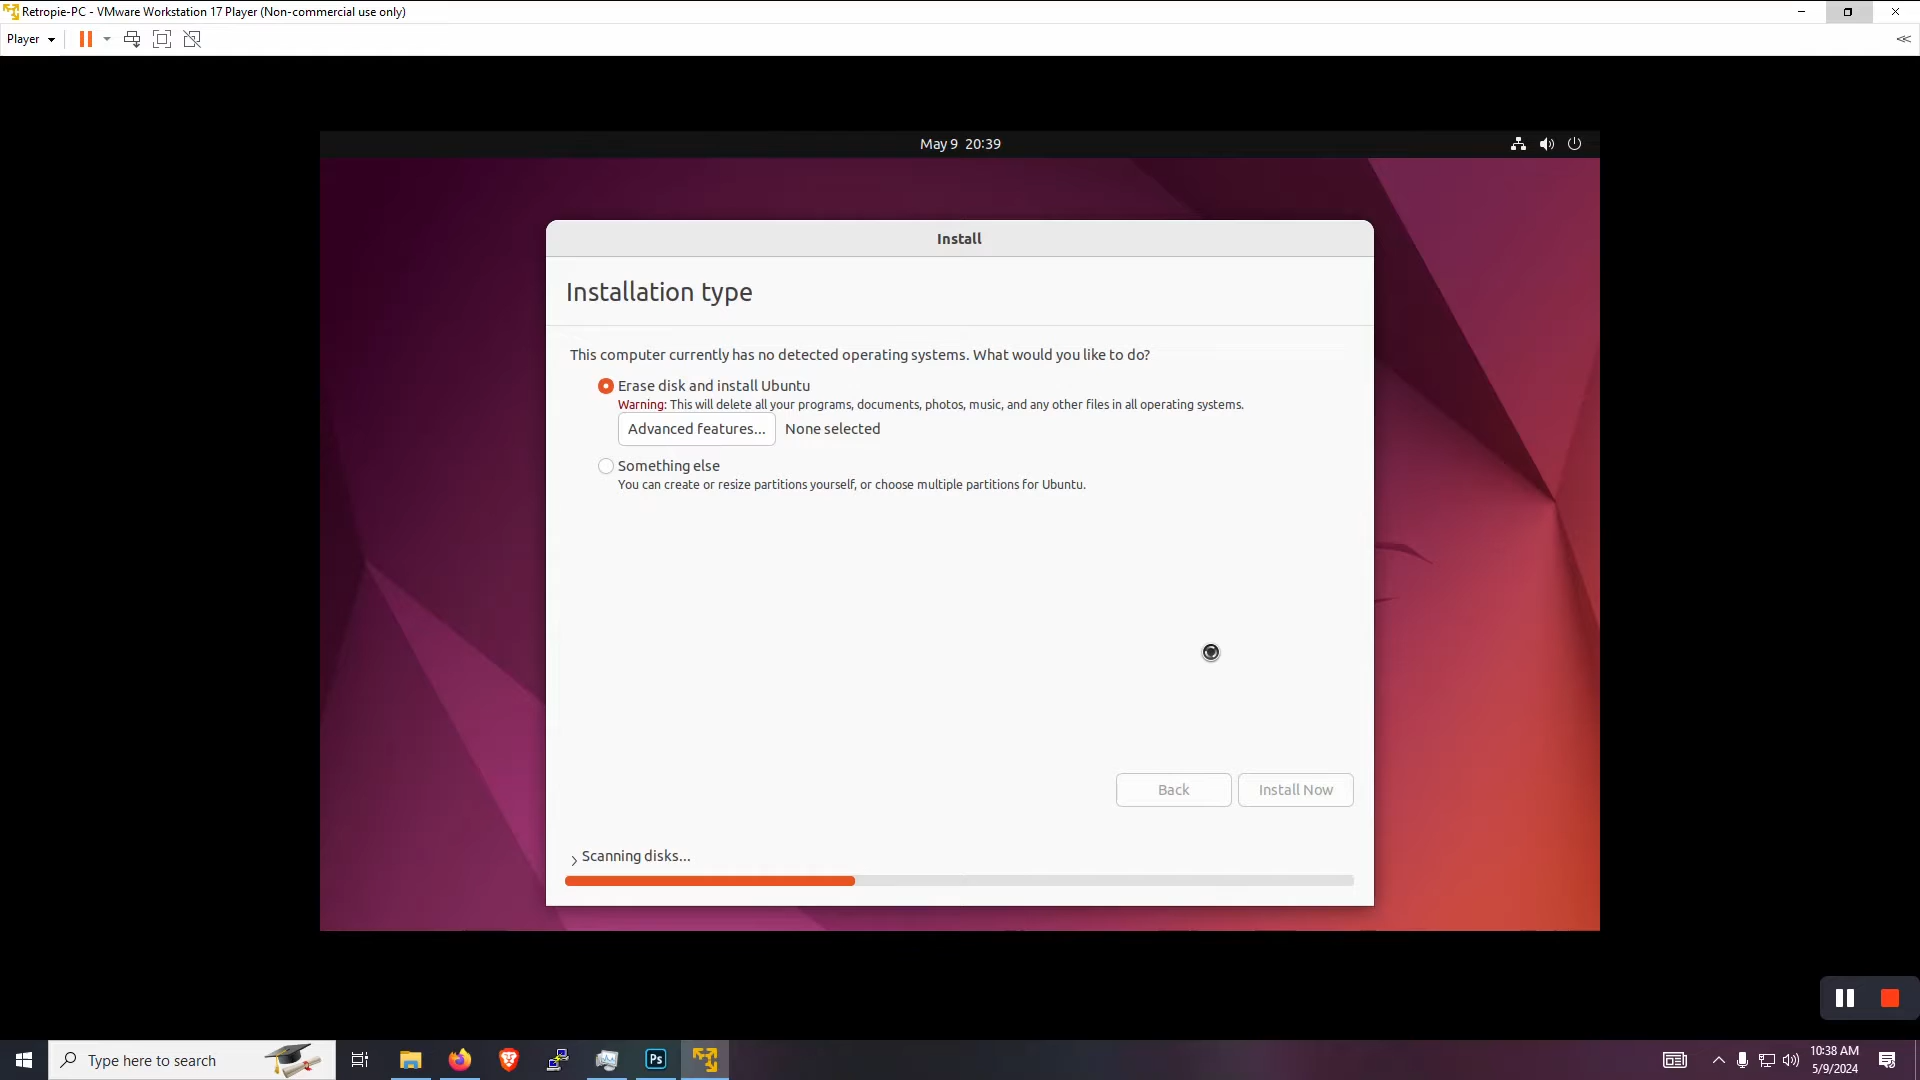 Retropie-PC - VMware Workstation 17 Player (Non-commercial use only)
Player
May 9 20:39
Install
Installation type
This computer currently has no detected operating systems. What would you like to do?
Erase disk and install Ubuntu
Warning: This will delete all your programs, documents, photos, music, and any other files in all operating systems.
Advanced features... None selected
Something else
You can create or resize partitions yourself, or choose multiple partitions for Ubuntu.
Back Install Now
Scanning disks...
Type here to search
Ps
10:38 AM
5/9/2024